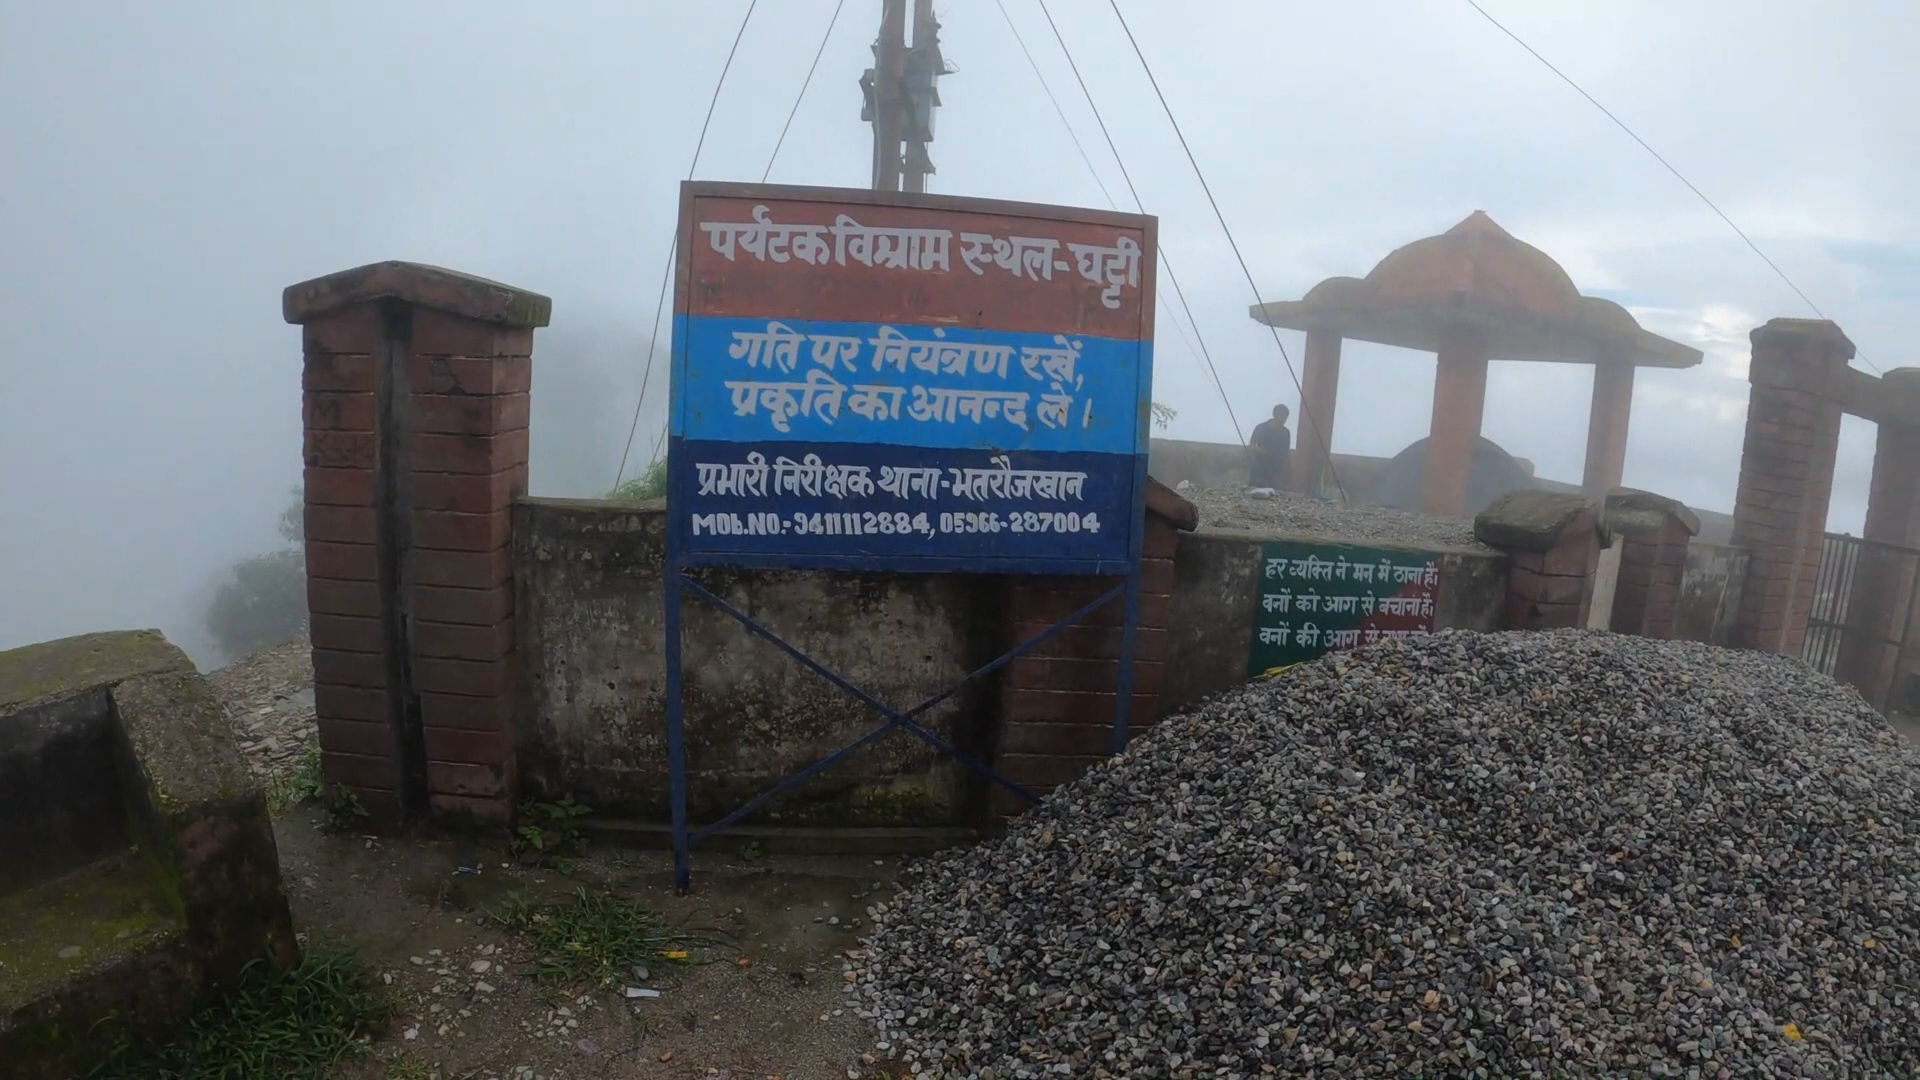 पर्यटक विश्राम स्थल- घट्टी
गति पर नियंत्रण रखें,
प्रकृति का आनन्द ले।
प्रभारी निरीक्षक थाना-भतरौजखान
Mob.No.- 9411112884, 05966-287004
हर व्यक्ति ने मन में ठाना हैं।
वनों को आग से बचाना हैं।
वनों की आग से